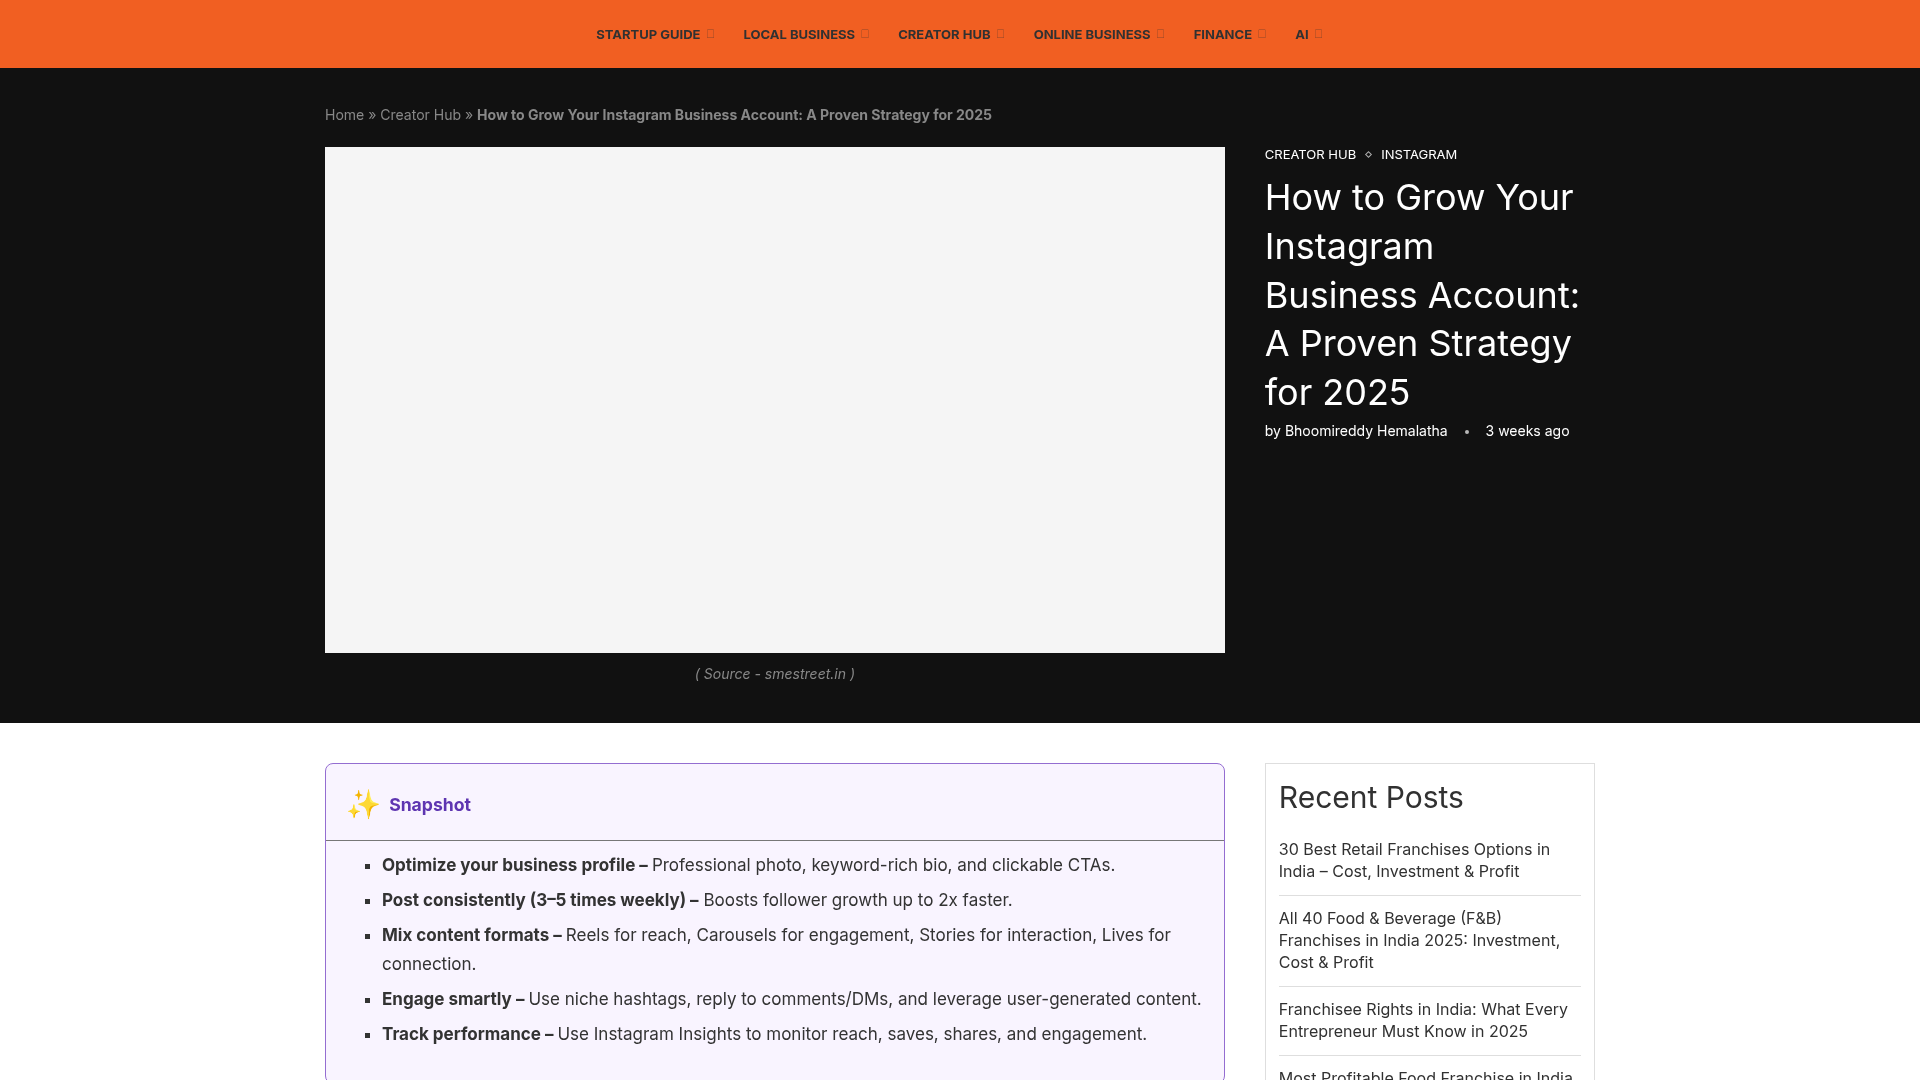 STARTUP GUIDE LOCAL BUSINESS CREATOR HUB ONLINE BUSINESS FINANCE AI
Home » Creator Hub » How to Grow Your Instagram Business Account: A Proven Strategy for 2025
CREATOR HUB ◇ INSTAGRAM
How to Grow Your
Instagram
Business Account:
A Proven Strategy
for 2025
by Bhoomireddy Hemalatha • 3 weeks ago
( Source - smestreet.in )
✨ Snapshot
▪ Optimize your business profile – Professional photo, keyword-rich bio, and clickable CTAs.
▪ Post consistently (3–5 times weekly) – Boosts follower growth up to 2x faster.
▪ Mix content formats – Reels for reach, Carousels for engagement, Stories for interaction, Lives for
connection.
▪ Engage smartly – Use niche hashtags, reply to comments/DMs, and leverage user-generated content.
▪ Track performance – Use Instagram Insights to monitor reach, saves, shares, and engagement.
Recent Posts
30 Best Retail Franchises Options in
India – Cost, Investment & Profit
All 40 Food & Beverage (F&B)
Franchises in India 2025: Investment,
Cost & Profit
Franchisee Rights in India: What Every
Entrepreneur Must Know in 2025
Most Profitable Food Franchise in India